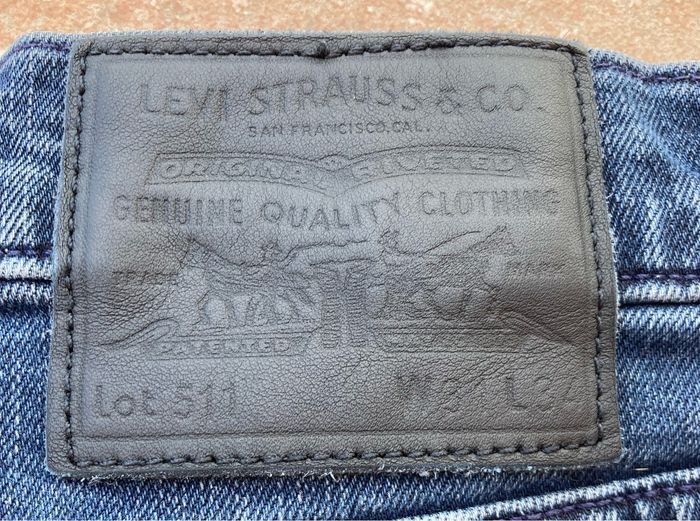 LEVI STRAUSS & CO.
SAN FRANCISCO, CAL.
ORIGINAL RIVETED
GENUINE QUALITY CLOTHING
PATENTED
Lot 511